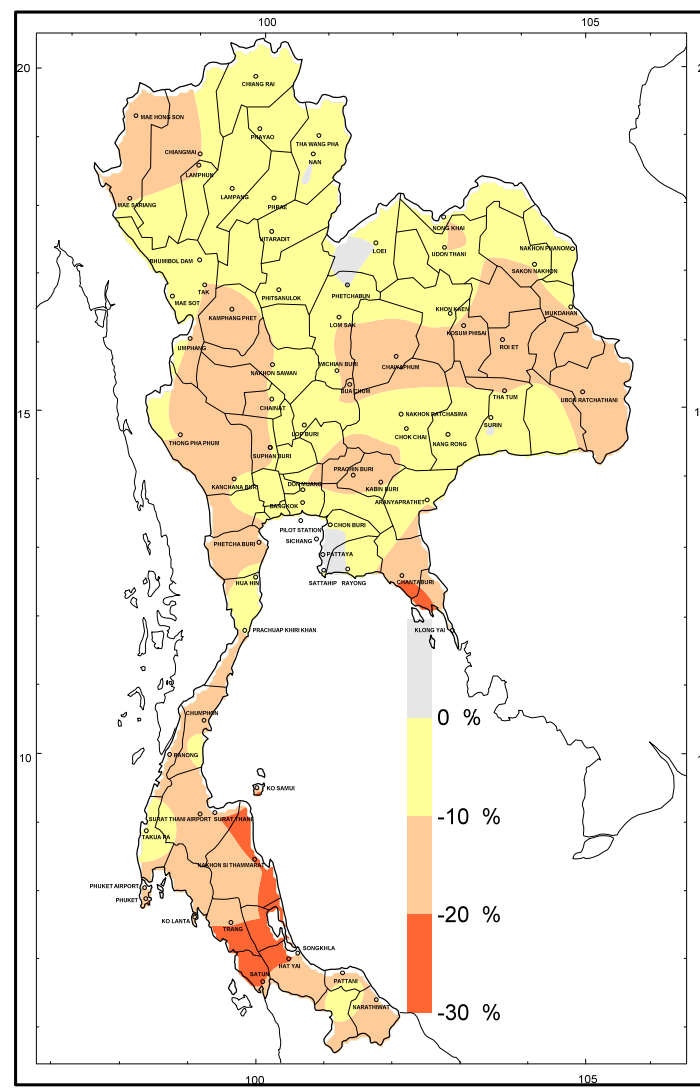 100 105
20 2
CHIANG RAI
MAE HONG SON
PHAYAO
THA WANG PHA
CHIANGMAI
NAN
LAMPHUN
LAMPANG
MAE SARIANG
PHRAE
NONG KHAI
UTTARADIT
NAKHON PHANOM
LOEI
UDON THANI
BHUMIBOL DAM
SAKON NAKHON
TAK
PHETCHABUN
PHITSANULOK
MAE SOT
KHON KAEN
MUKDAHAN
KAMPHANG PHET
LOM SAK
KOSUM PHISAI
UMPHANG
ROI ET
WICHIAN BURI
CHAIYAPHUM
NAKHON SAWAN
BUA CHUM
THA TUM
UBON RATCHATHANI
15 1
CHAINAT
NAKHON RATCHASIMA
SURIN
LOP BURI
CHOK CHAI
THONG PHA PHUM
NANG RONG
SUPHAN BURI
PRACHIN BURI
KANCHANA BURI
DON MUANG
KABIN BURI
ARANYAPRATHET
BANGKOK
PILOT STATION
CHON BURI
SICHANG
PHETCHA BURI
PATTAYA
HUA HIN
SATTAHIP RAYONG
CHANTABURI
PRACHUAP KHIRI KHAN
KLONG YAI
CHUMPHON
0 %
10 1
RANONG
KO SAMUI
-10 %
SURAT THANI AIRPORT SURAT THANI
TAKUA PA
NAKHON SI THAMMARAT
PHUKET AIRPORT
PHUKET
-20 %
KO LANTA
TRANG
SONGKHLA
HAT YAI
SATUN
PATTANI
NARATHIWAT
-30 %
100 105